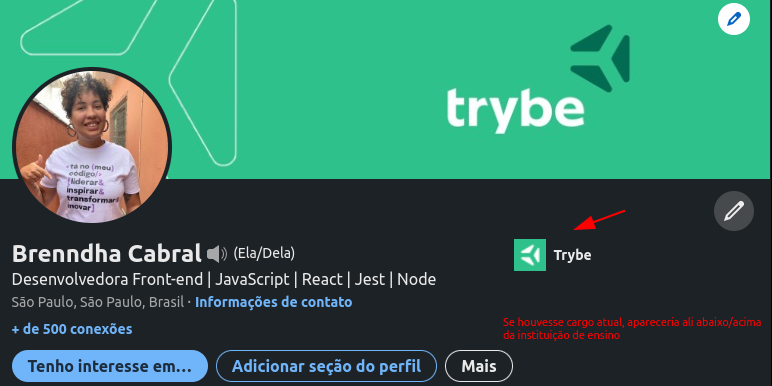 trybe
tá no (meu)
código/>
{liderar&
inspirar&
transformar&
inovar}
Brenndha Cabral (Ela/Dela)
Trybe
Desenvolvedora Front-end | JavaScript | React | Jest | Node
São Paulo, São Paulo, Brasil · Informações de contato
Se houvesse cargo atual, apareceria ali abaixo/acima
da instituição de ensino
+ de 500 conexões
Tenho interesse em...
Adicionar seção do perfil
Mais